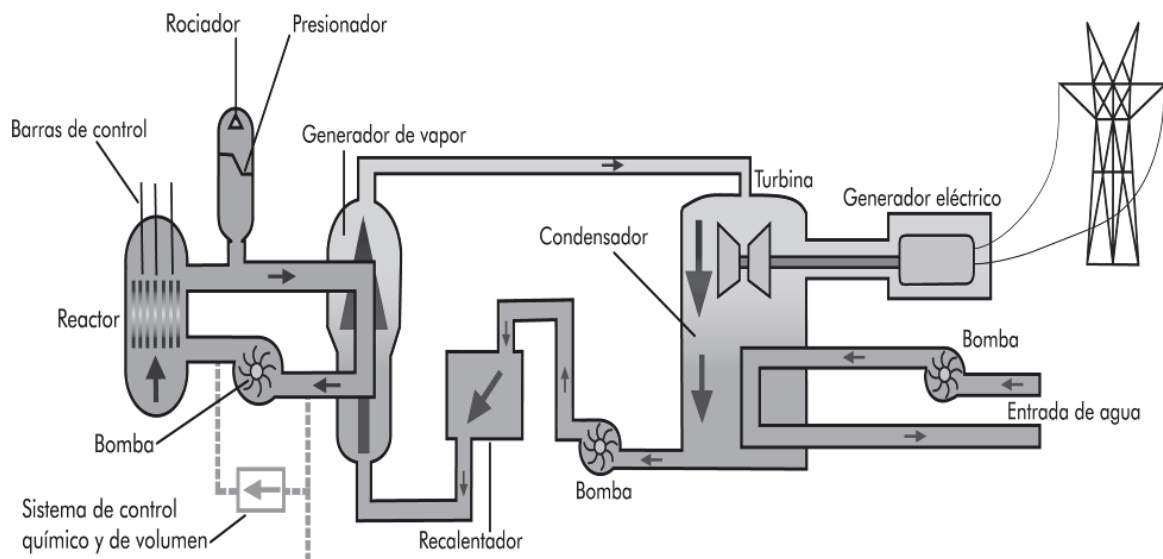 Rociador
Presionador
Barras de control
Generador de vapor
Turbina
Generador eléctrico
Condensador
Reactor
Bomba
Entrada de agua
Bomba
Bomba
Sistema de control
químico y de volumen
Recalentador